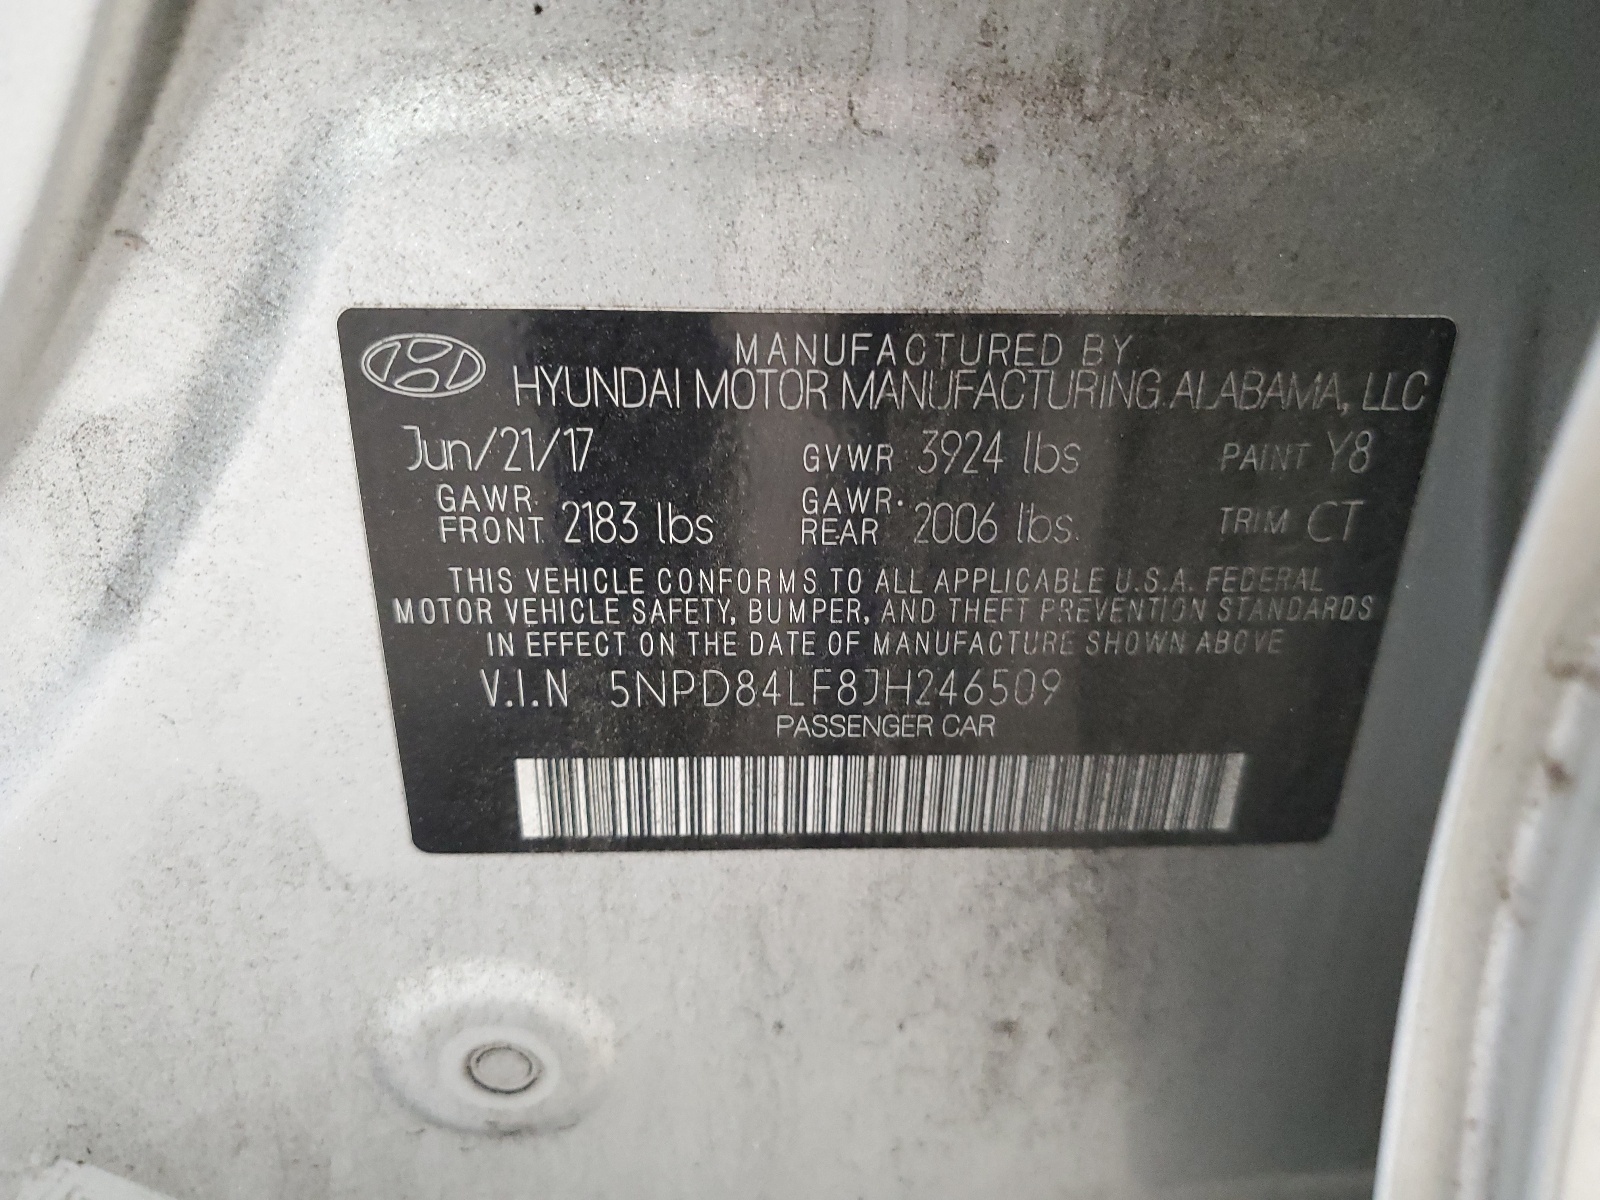 MANUFACTURED BY
HYUNDAI MOTOR MANUFACTURING ALABAMA, LLC
Jun/21/17 GVWR 3924 lbs PAINT Y8
GAWR FRONT 2183 lbs GAWR REAR 2006 lbs TRIM CT
THIS VEHICLE CONFORMS TO ALL APPLICABLE U.S.A. FEDERAL
MOTOR VEHICLE SAFETY, BUMPER, AND THEFT PREVENTION STANDARDS
IN EFFECT ON THE DATE OF MANUFACTURE SHOWN ABOVE
V.I.N 5NPD84LF8JH246509
PASSENGER CAR